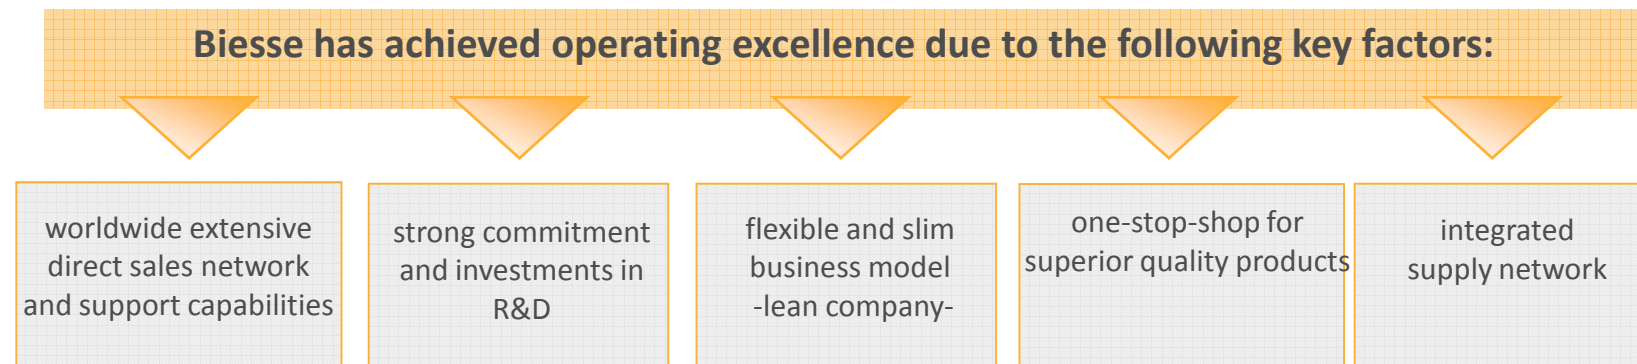 Biesse has achieved operating excellence due to the following key factors:
worldwide extensive
direct sales network
and support capabilities
strong commitment
and investments in
R&D
flexible and slim
business model
-lean company-
one-stop-shop for
superior quality products
integrated
supply network